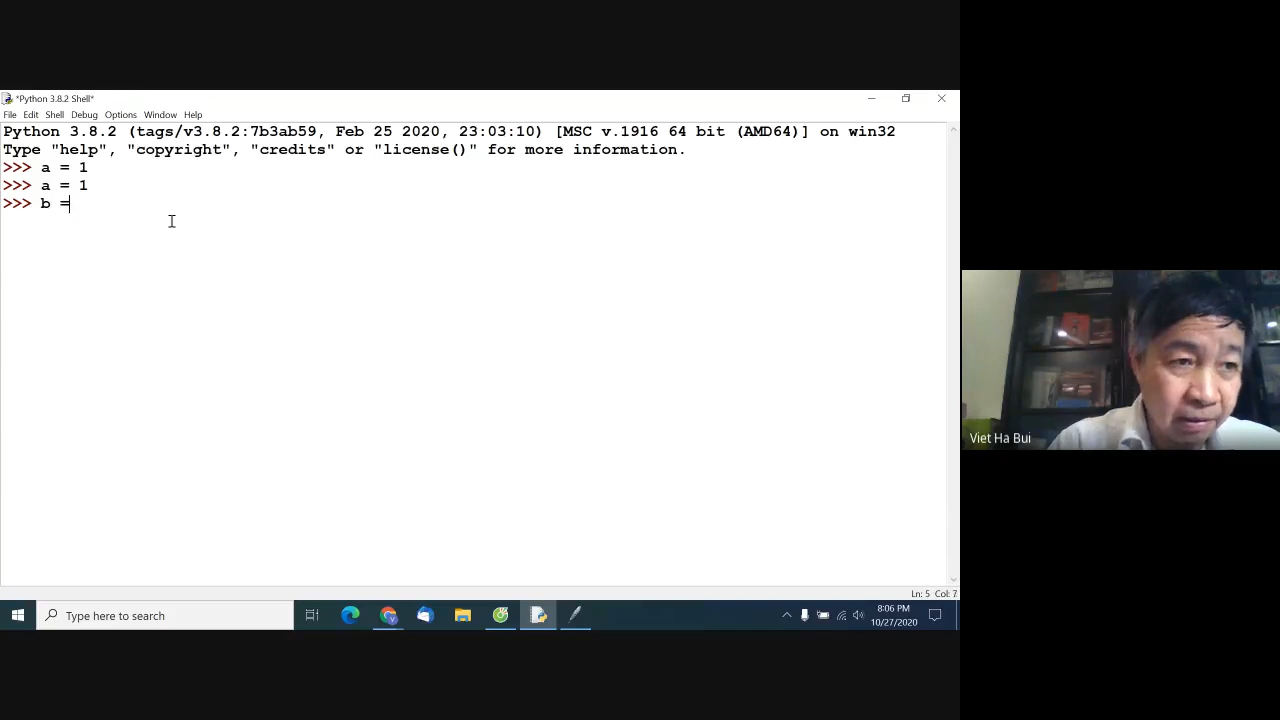 *Python 3.8.2 Shell*
File Edit Shell Debug Options Window Help
Python 3.8.2 (tags/v3.8.2:7b3ab59, Feb 25 2020, 23:03:10) [MSC v.1916 64 bit (AMD64)] on win32
Type "help", "copyright", "credits" or "license()" for more information.
>>> a = 1
>>> a = 1
>>> b =
Viet Ha Bui
Ln: 5 Col: 7
Type here to search
8:06 PM
10/27/2020